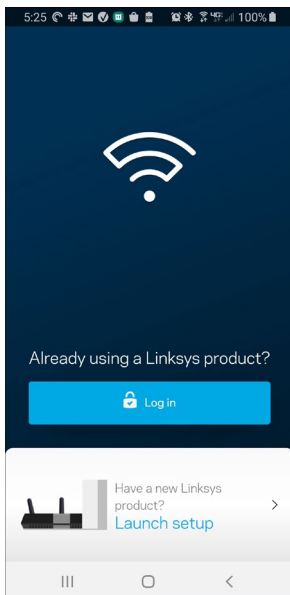 5:25 100%
Already using a Linksys product?
Log in
Have a new Linksys
product?
Launch setup